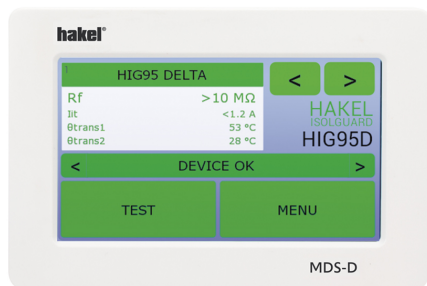 hakel®
! HIG95 DELTA
< >
Rf >10 MΩ
Iit <1.2 A
θtrans1 53 °C
θtrans2 28 °C
HAKEL
ISOLGUARD
HIG95D
< DEVICE OK >
TEST MENU
MDS-D